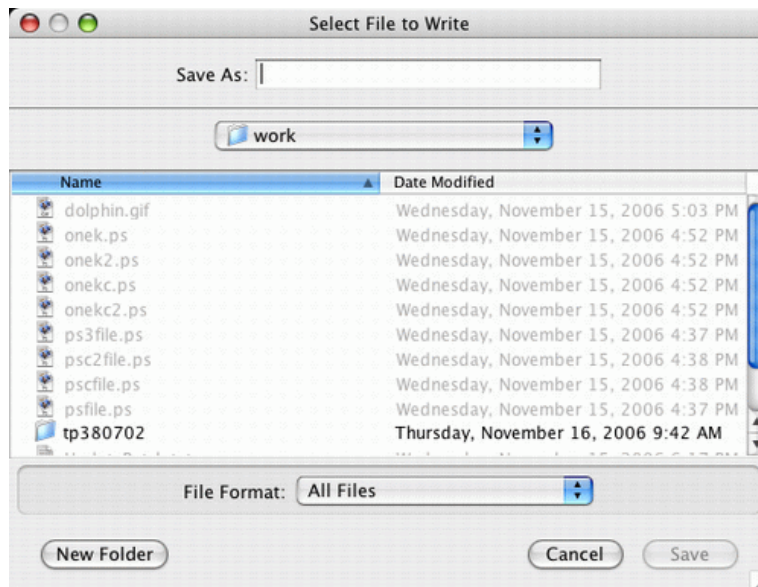 Select File to Write
Save As:
work
Name Date Modified
dolphin.gif Wednesday, November 15, 2006 5:03 PM
onek.ps Wednesday, November 15, 2006 4:52 PM
onek2.ps Wednesday, November 15, 2006 4:52 PM
onekc.ps Wednesday, November 15, 2006 4:52 PM
onekc2.ps Wednesday, November 15, 2006 4:52 PM
ps3file.ps Wednesday, November 15, 2006 4:37 PM
psc2file.ps Wednesday, November 15, 2006 4:38 PM
pscfile.ps Wednesday, November 15, 2006 4:38 PM
psfile.ps Wednesday, November 15, 2006 4:37 PM
tp380702 Thursday, November 16, 2006 9:42 AM
File Format: All Files
New Folder Cancel Save